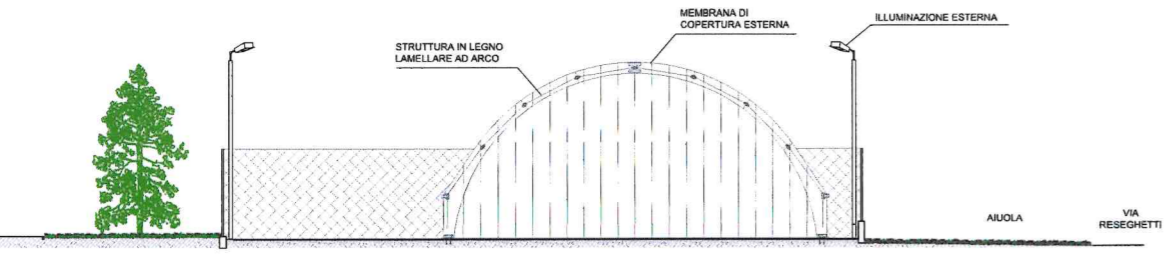 MEMBRANA DI
COPERTURA ESTERNA
ILLUMINAZIONE ESTERNA
STRUTTURA IN LEGNO
LAMELLARE AD ARCO
AIUOLA
VIA
RESEGHETTI